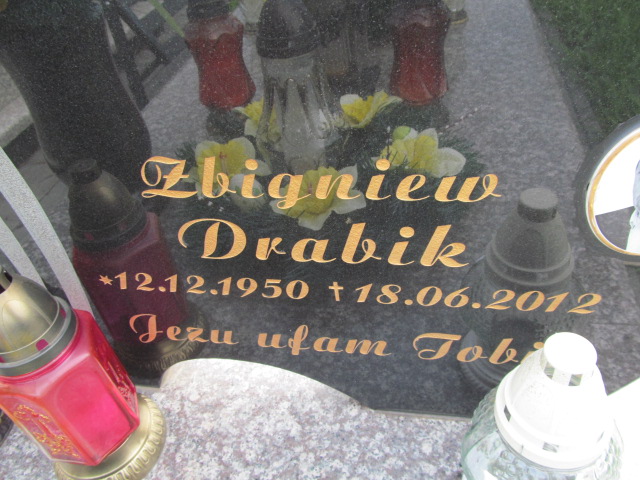 Zbigniew
Drabik
*12.12.1950 †18.06.2012
Jezu ufam Tobi